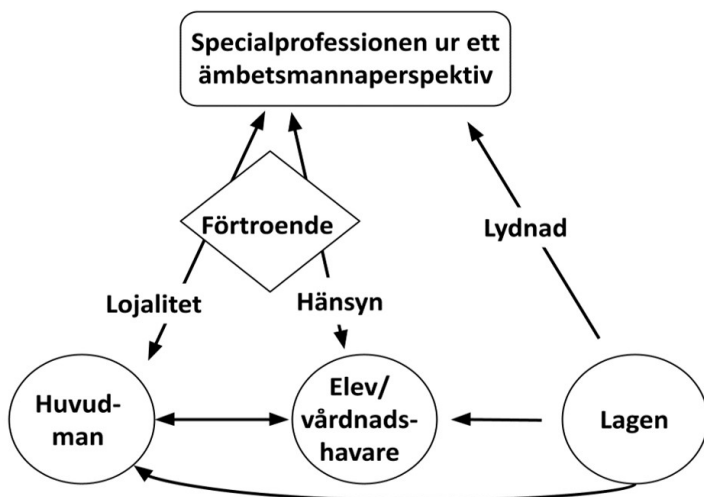 Specialprofessionen ur ett
ämbetsmannaperspektiv
Förtroende
Lydnad
Lojalitet
Hänsyn
Huvud-
man
Elev/
vårdnads-
havare
Lagen